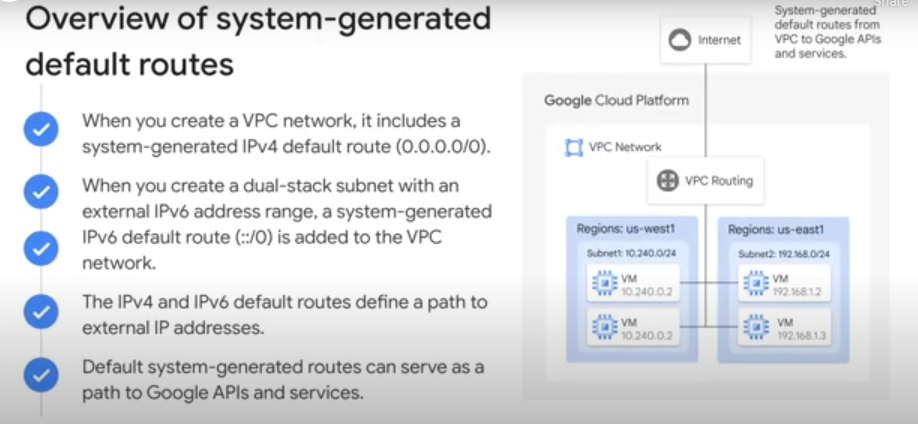 Overview of system-generated
default routes
When you create a VPC network, it includes a
system-generated IPv4 default route (0.0.0.0/0).
When you create a dual-stack subnet with an
external IPv6 address range, a system-generated
IPv6 default route (::/0) is added to the VPC
network.
The IPv4 and IPv6 default routes define a path to
external IP addresses.
Default system-generated routes can serve as a
path to Google APIs and services.
Share
System-generated
default routes from
VPC to Google APIs
and services.
Internet
Google Cloud Platform
VPC Network
VPC Routing
Regions: us-west1
Subnet1: 10.240.0/24
VM
10.240.0.2
VM
10.240.0.2
Regions: us-east1
Subnet2: 192.168.0/24
VM
192.168.1.2
VM
192.168.1.3